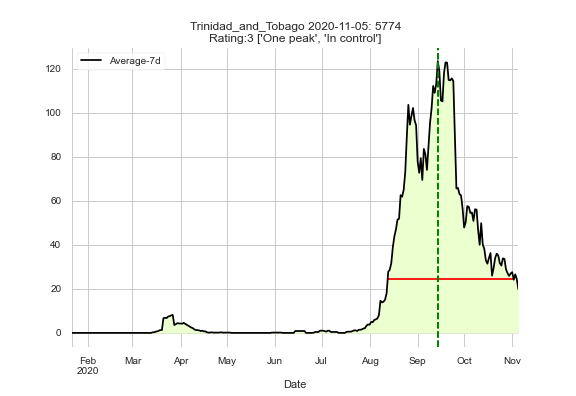 Trinidad_and_Tobago 2020-11-05: 5774
Rating:3 ['One peak', 'In control']
Average-7d
120
100
80
60
40
20
0
Feb Mar Apr May Jun Jul Aug Sep Oct Nov
2020
Date